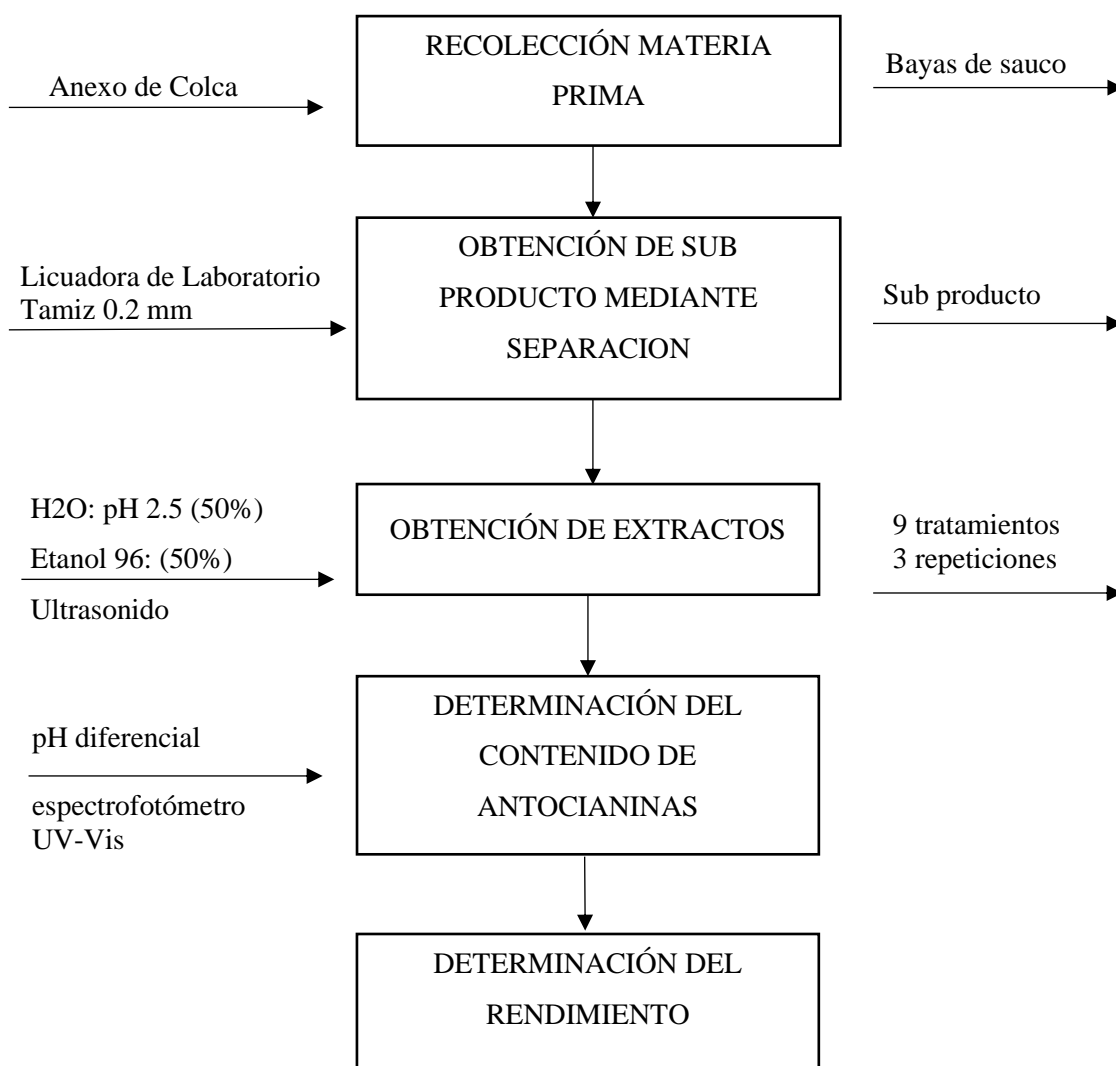 RECOLECCIÓN MATERIA
PRIMA
Anexo de Colca
Bayas de sauco
OBTENCIÓN DE SUB
PRODUCTO MEDIANTE
SEPARACION
Licuadora de Laboratorio
Tamiz 0.2 mm
Sub producto
H2O: pH 2.5 (50%)
Etanol 96: (50%)
Ultrasonido
OBTENCIÓN DE EXTRACTOS
9 tratamientos
3 repeticiones
DETERMINACIÓN DEL
CONTENIDO DE
ANTOCIANINAS
pH diferencial
espectrofotómetro
UV-Vis
DETERMINACIÓN DEL
RENDIMIENTO